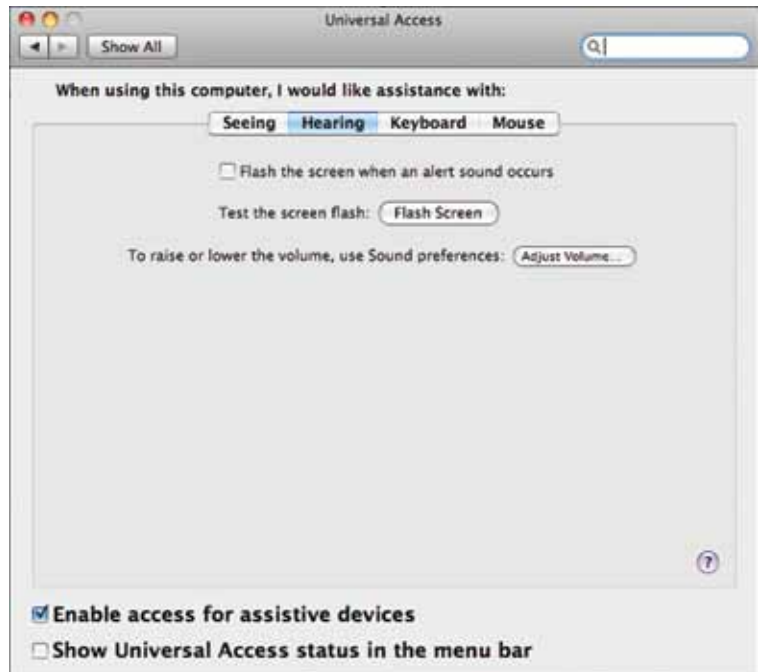 Universal Access
Show All
When using this computer, I would like assistance with:
Seeing Hearing Keyboard Mouse
Flash the screen when an alert sound occurs
Test the screen flash: Flash Screen
To raise or lower the volume, use Sound preferences: Adjust Volume...
?
Enable access for assistive devices
Show Universal Access status in the menu bar